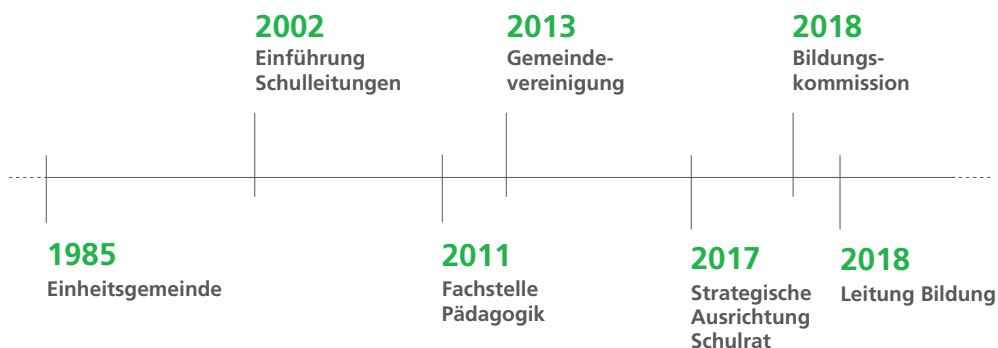 2002
Einführung
Schulleitungen
2013
Gemeinde-
vereinigung
2018
Bildungs-
kommission
1985
Einheitsgemeinde
2011
Fachstelle
Pädagogik
2017
Strategische
Ausrichtung
Schulrat
2018
Leitung Bildung